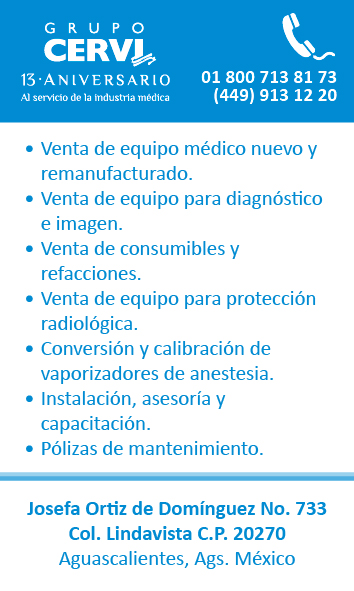 GRUPO
CERVI
13·ANIVERSARIO
Al servicio de la industria médica
01 800 713 81 73
(449) 913 12 20
• Venta de equipo médico nuevo y
remanufacturado.
• Venta de equipo para diagnóstico
e imagen.
• Venta de consumibles y
refacciones.
• Venta de equipo para protección
radiológica.
• Conversión y calibración de
vaporizadores de anestesia.
• Instalación, asesoría y
capacitación.
• Pólizas de mantenimiento.
Josefa Ortiz de Domínguez No. 733
Col. Lindavista C.P. 20270
Aguascalientes, Ags. México